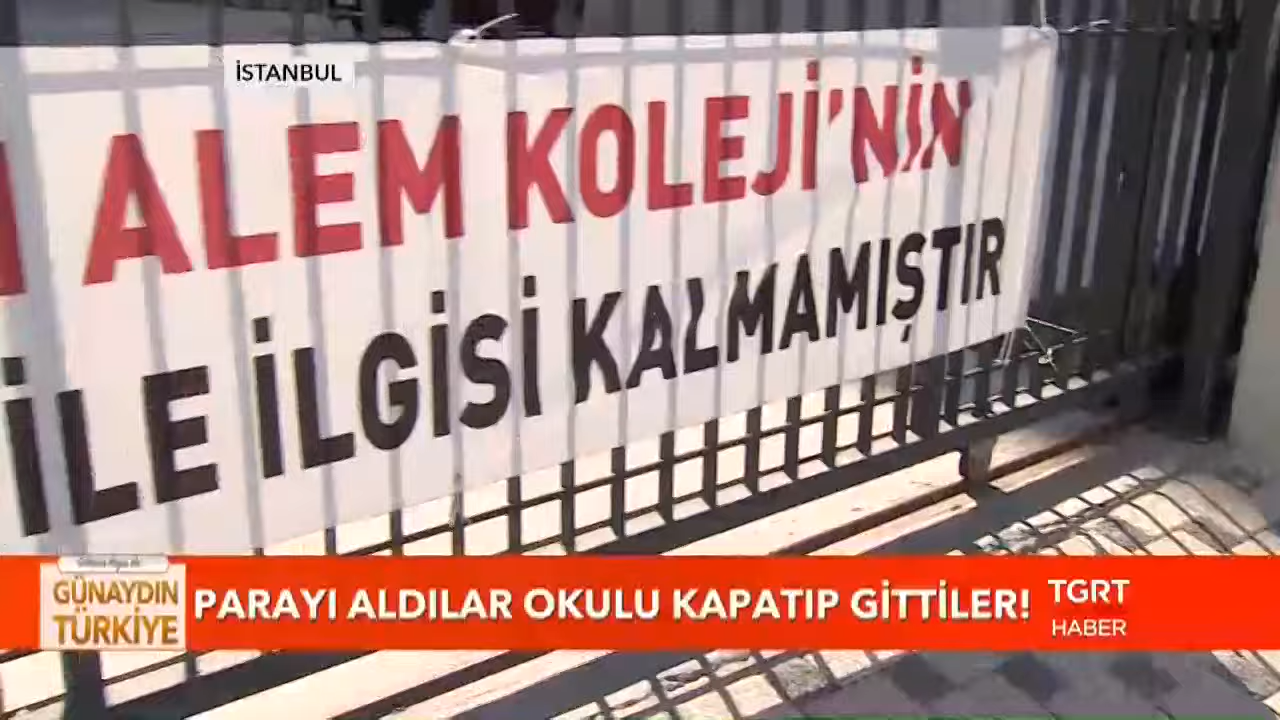 İSTANBUL
ALEM KOLEJİ'NİN
İLE İLGİSİ KALMAMIŞTIR
GÜNAYDIN
TÜRKİYE
PARAYI ALDILAR OKULU KAPATIP GİTTİLER!
TGRT
HABER